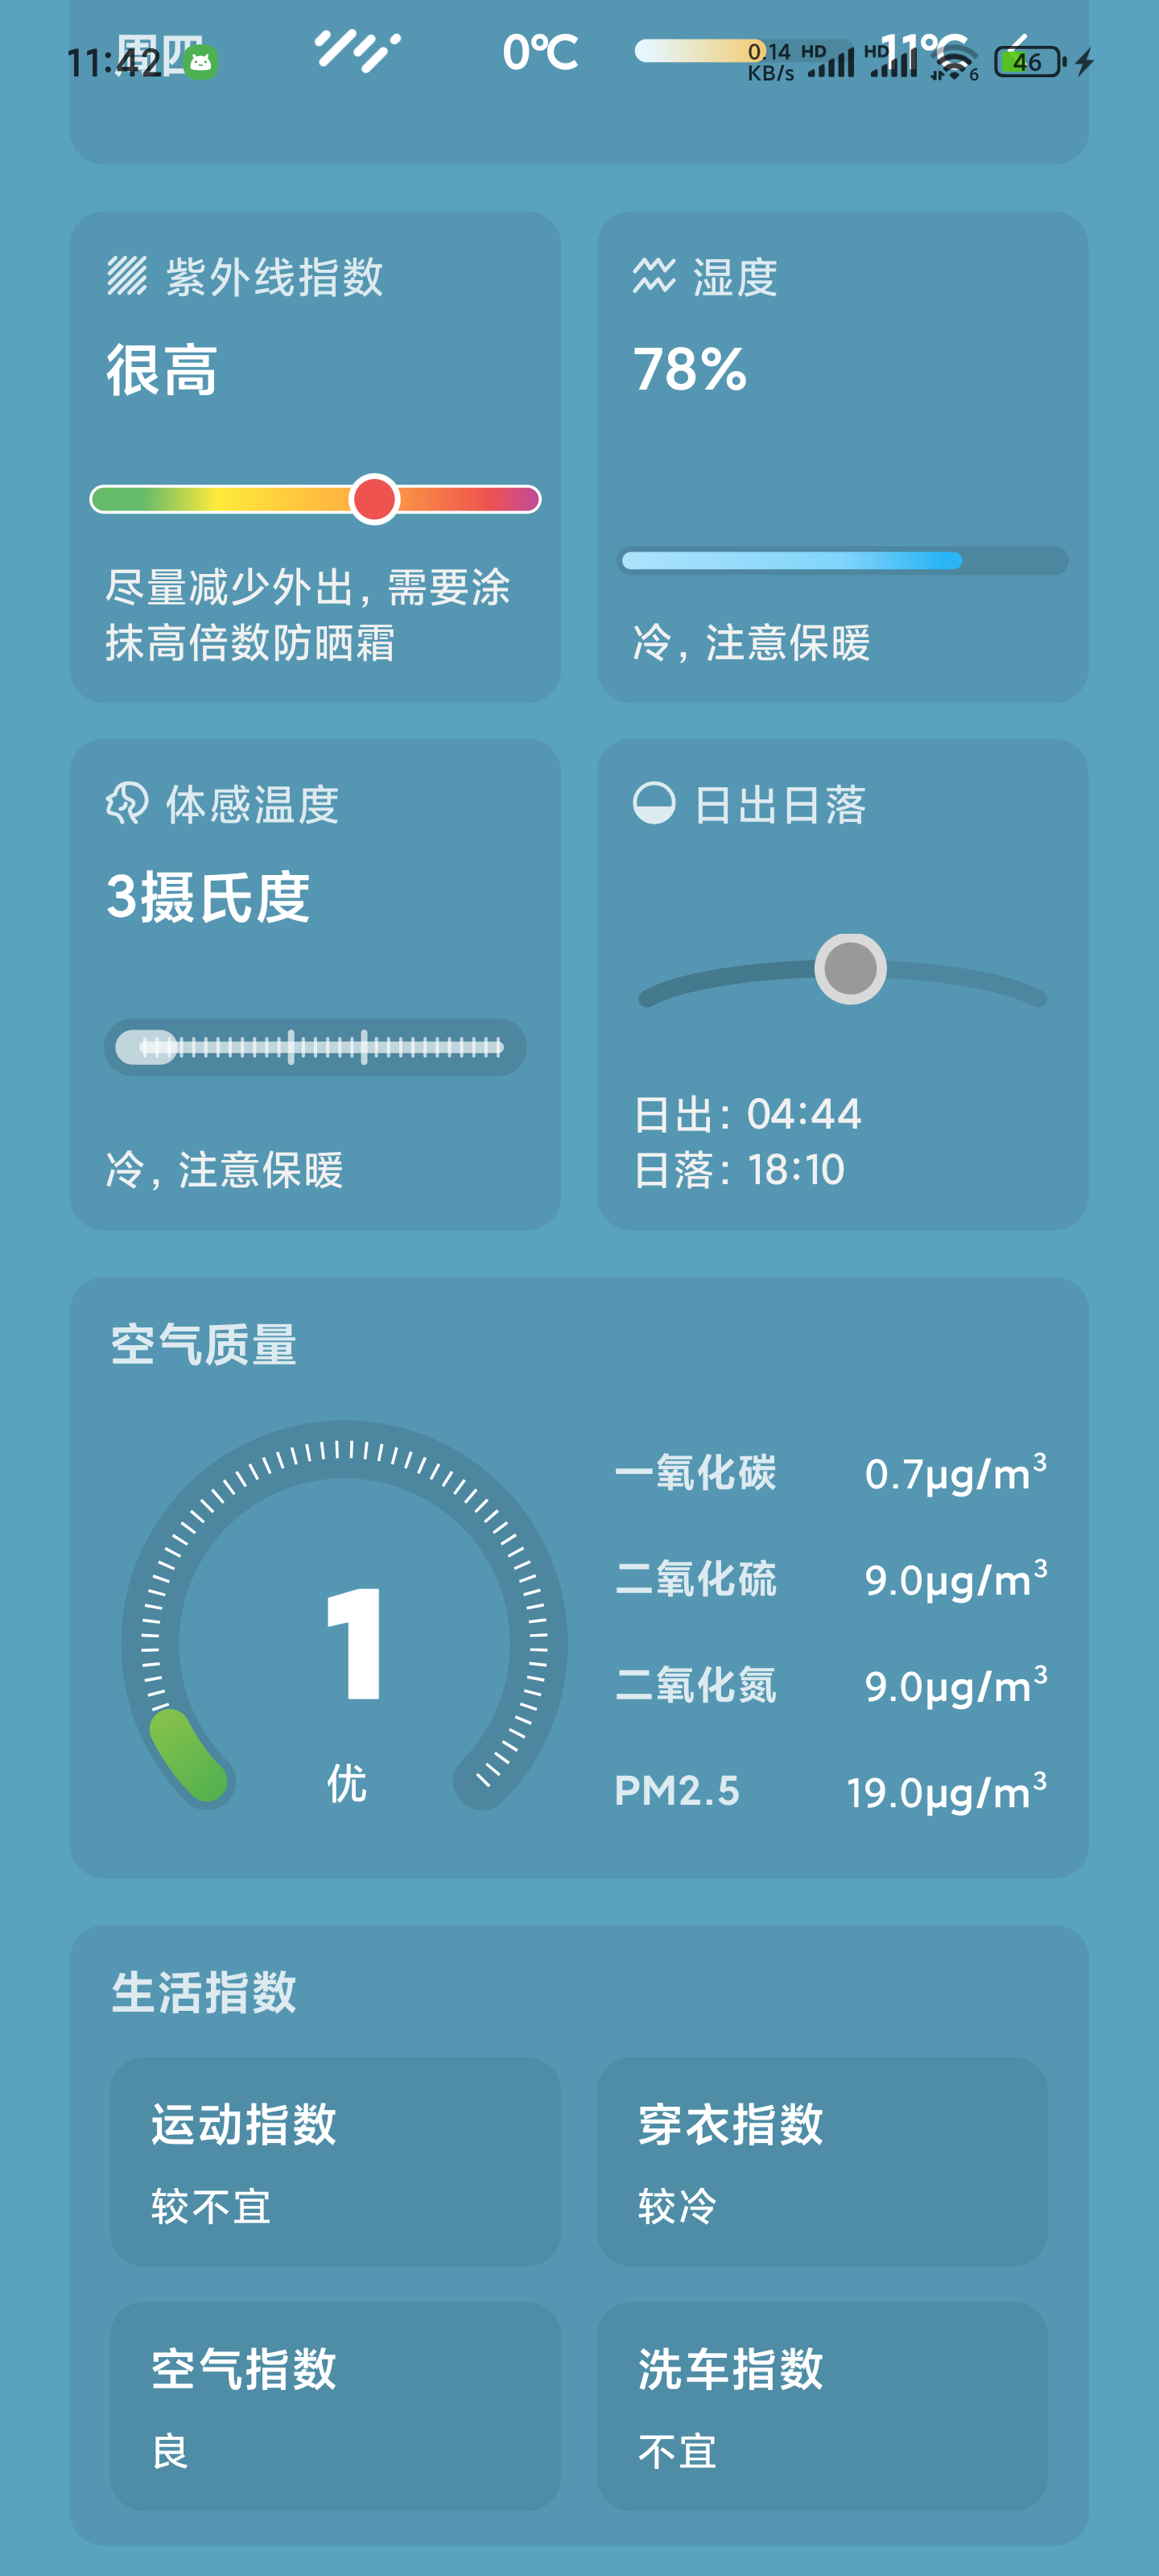 11:42
周四 0℃ 11℃
0.14 KB/s HD HD 6 46
紫外线指数
很高
尽量减少外出，需要涂
抹高倍数防晒霜
湿度
78%
冷，注意保暖
体感温度
3摄氏度
冷，注意保暖
日出日落
日出：04:44
日落：18:10
空气质量
1
优
一氧化碳 0.7μg/m³
二氧化硫 9.0μg/m³
二氧化氮 9.0μg/m³
PM2.5 19.0μg/m³
生活指数
运动指数
较不宜
穿衣指数
较冷
空气指数
良
洗车指数
不宜